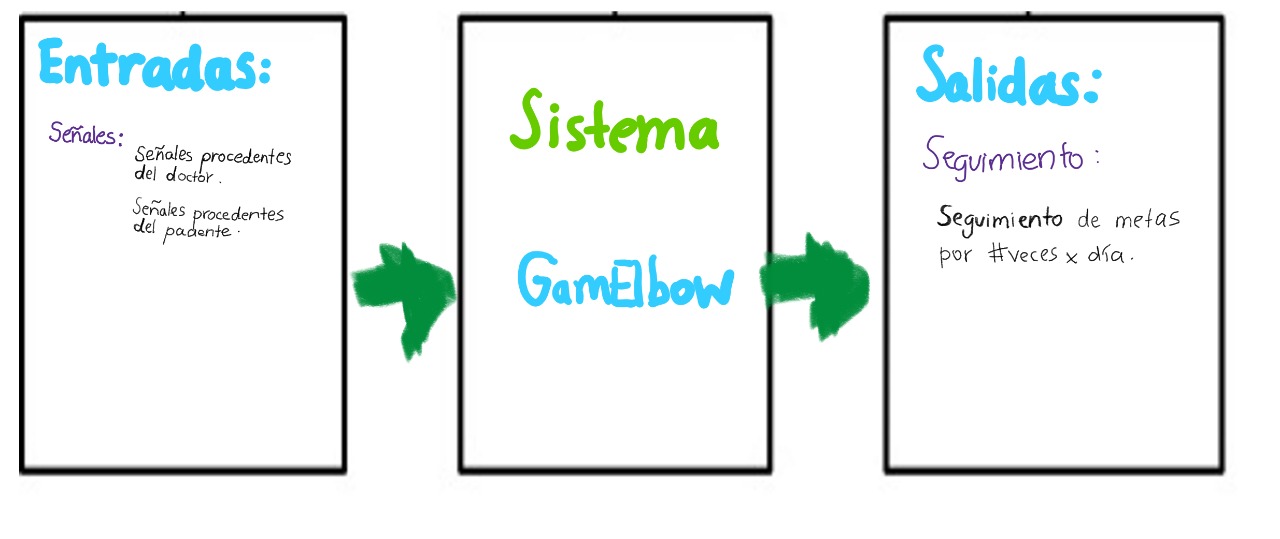 Entradas:
Señales:
Señales procedentes
del doctor.
Señales procedentes
del paciente.
Sistema
GamElbow
Salidas:
Seguimiento:
Seguimiento de metas
por #veces x día.